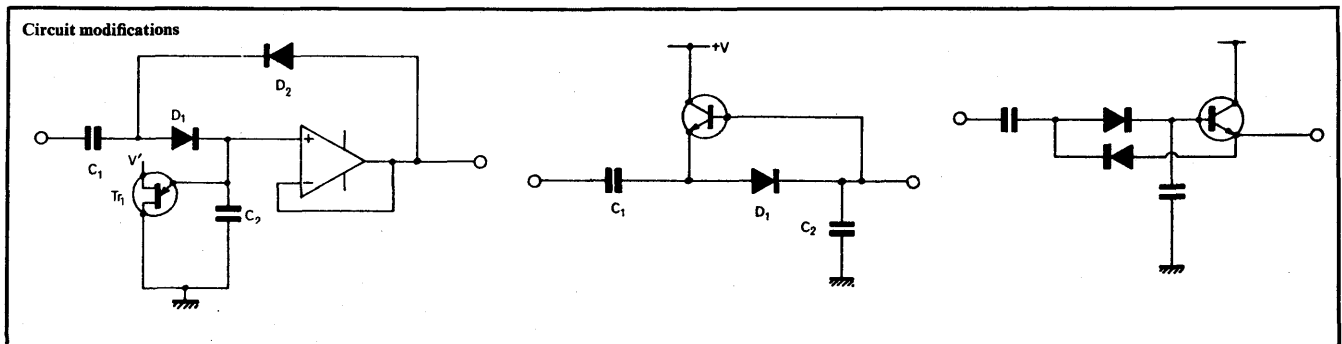 Circuit modifications
D₂
D₁
C₁
V'
Tr₁
C₂
+
−
+V
C₁
D₁
C₂